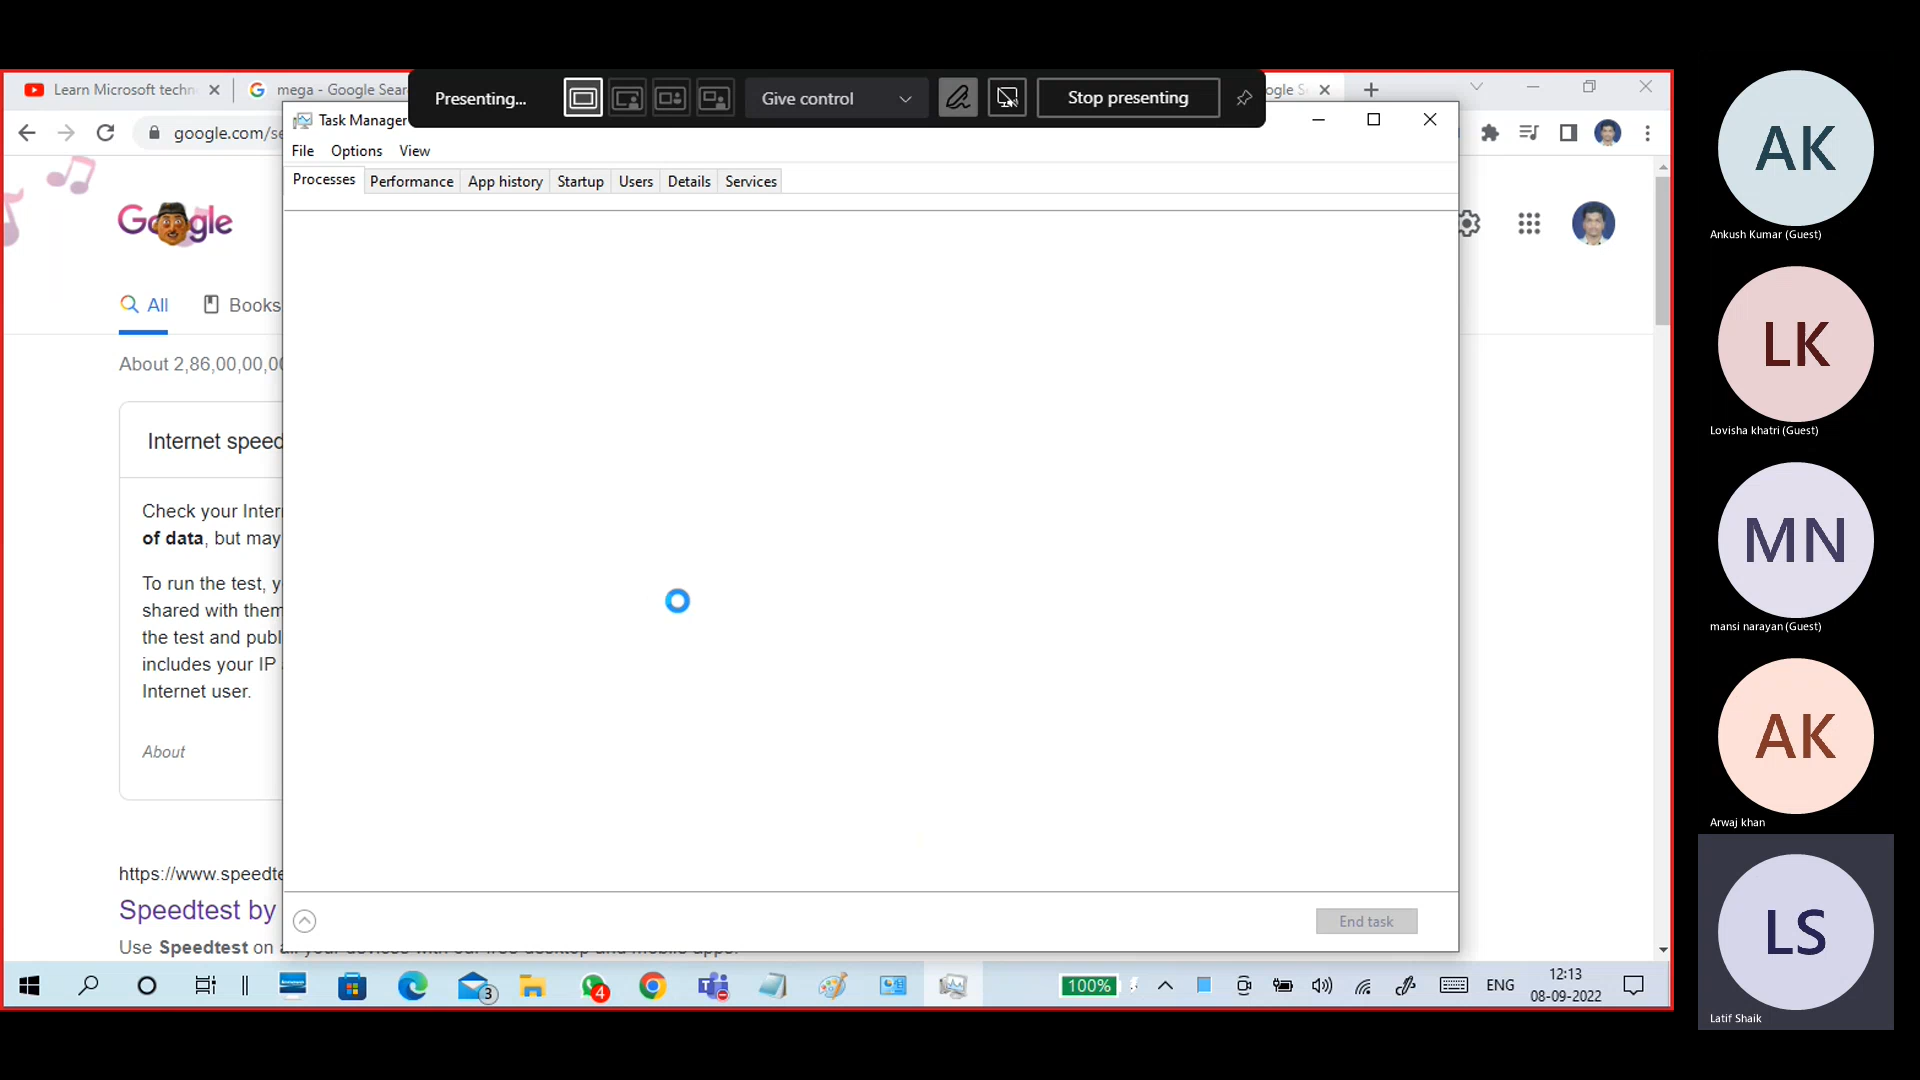 Learn Microsoft techn
mega - Google Sear
ogle S
Presenting...
Give control
Stop presenting
google.com/se
Task Manager
File Options View
Processes Performance App history Startup Users Details Services
Google
All Books
About 2,86,00,00,00
Internet speed
Check your Inter
of data, but may
To run the test, y
shared with them
the test and publ
includes your IP
Internet user.
About
https://www.speedte
Speedtest by
Use Speedtest on
End task
3
4
100%
ENG
12:13
08-09-2022
AK
Ankush Kumar (Guest)
LK
Lovisha khatri (Guest)
MN
mansi narayan (Guest)
AK
Arwaj khan
LS
Latif Shaik